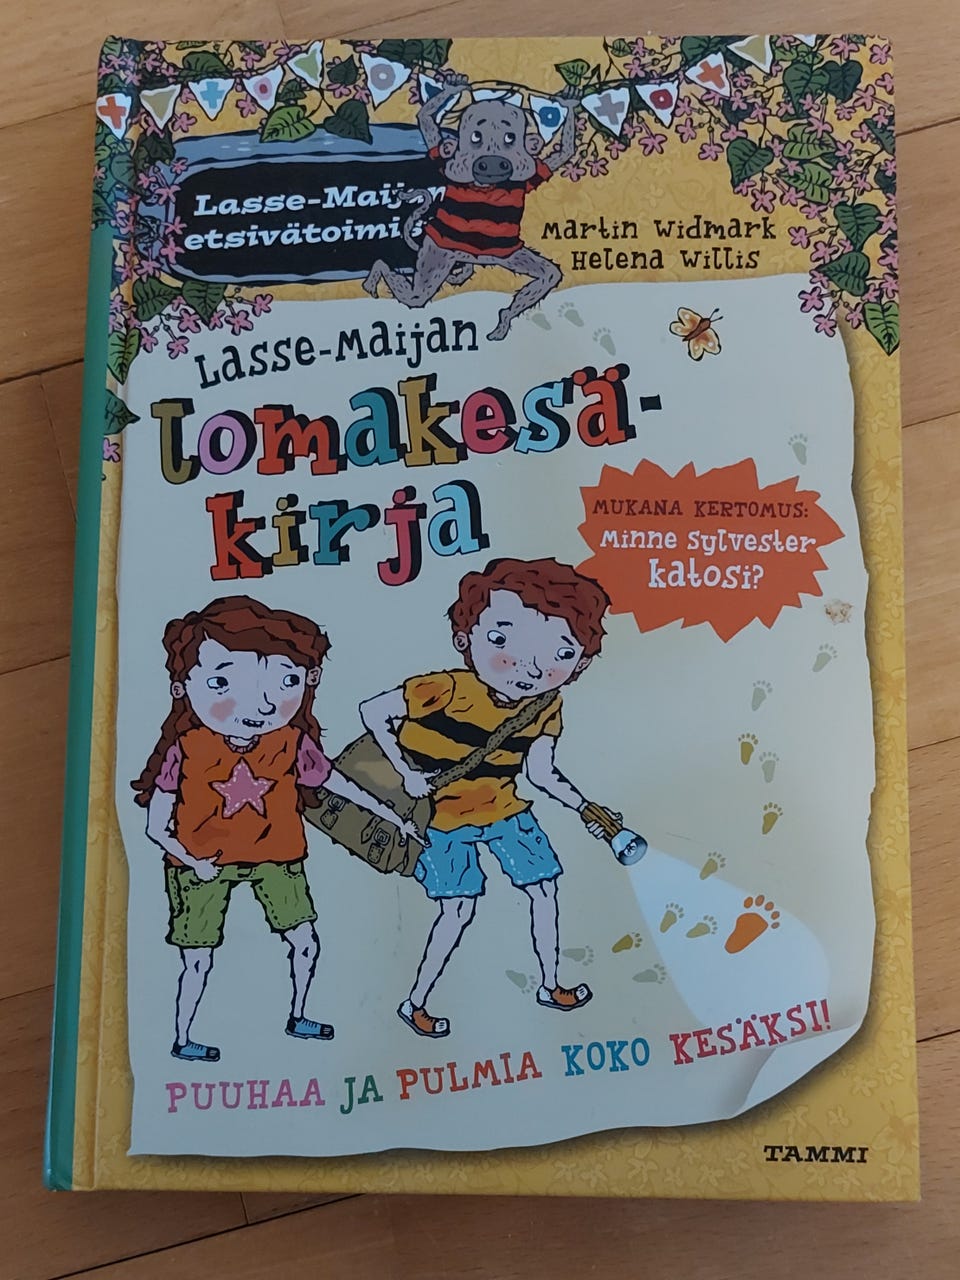 Lasse-Maijan
etsivätoimis
Martin Widmark
Helena Willis
Lasse-Maijan
lomakesä-
kirja
MUKANA KERTOMUS:
Minne Sylvester
katosi?
PUUHAA JA PULMIA KOKO KESÄKSI!
TAMMI